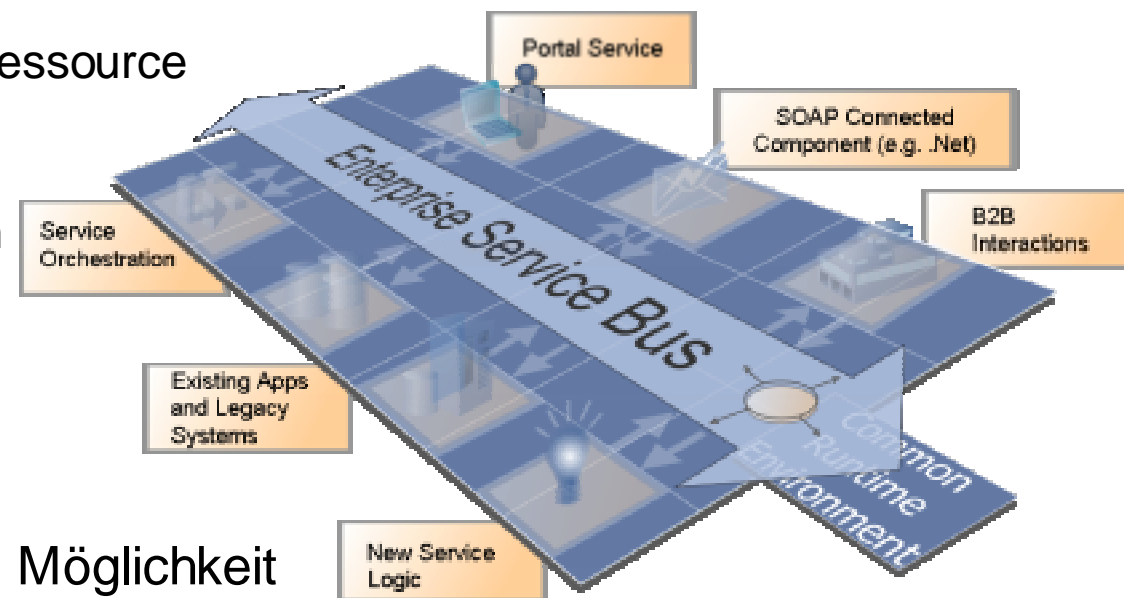 essource
Portal Service
SOAP Connected
Component (e.g. .Net)
Enterprise Service Bus
B2B
Interactions
Service
Orchestration
Existing Apps
and Legacy
Systems
Common
Runtime
Environment
Möglichkeit
New Service
Logic